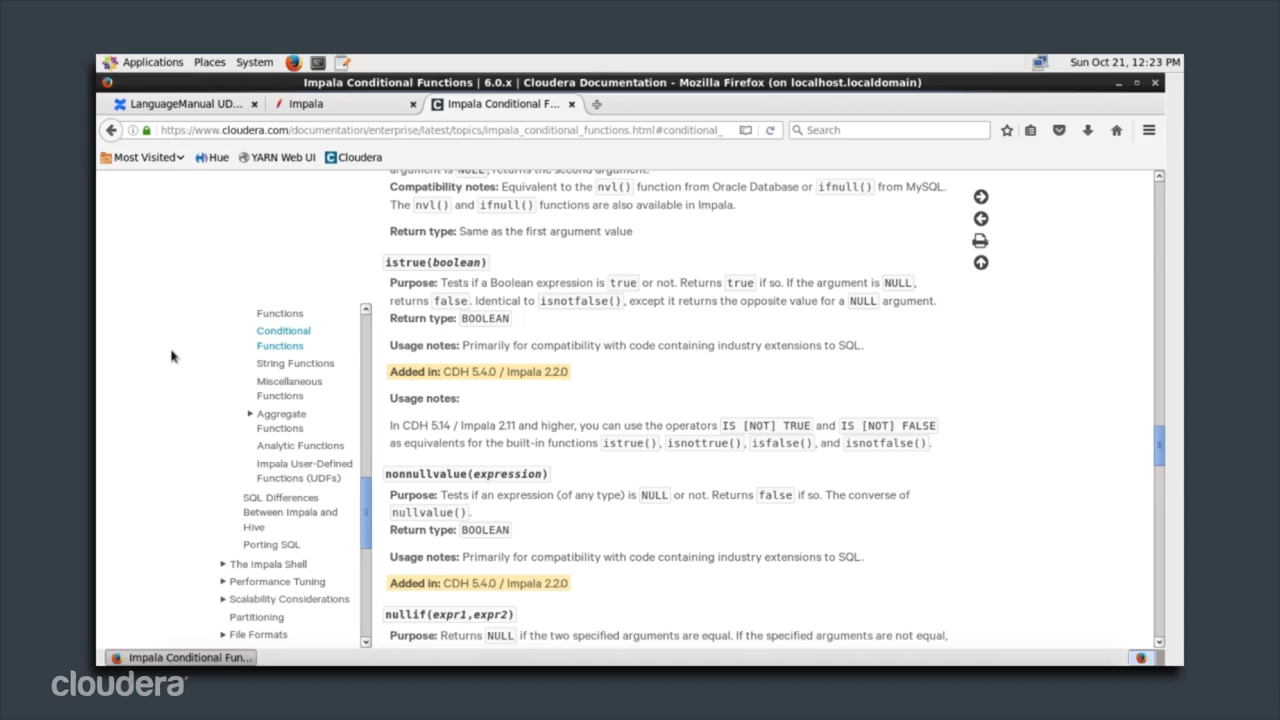 Applications Places System Sun Oct 21, 12:23 PM
Impala Conditional Functions | 6.0.x | Cloudera Documentation - Mozilla Firefox (on localhost.localdomain)
LanguageManual UD... Impala Impala Conditional F...
https://www.cloudera.com/documentation/enterprise/latest/topics/impala_conditional_functions.html#conditional_ Search
Most Visited Hue YARN Web UI Cloudera
argument is NULL, returns the second argument.
Compatibility notes: Equivalent to the nvl() function from Oracle Database or ifnull() from MySQL.
The nvl() and ifnull() functions are also available in Impala.
Return type: Same as the first argument value
istrue(boolean)
Purpose: Tests if a Boolean expression is true or not. Returns true if so. If the argument is NULL,
returns false. Identical to isnotfalse(), except it returns the opposite value for a NULL argument.
Return type: BOOLEAN
Usage notes: Primarily for compatibility with code containing industry extensions to SQL.
Added in: CDH 5.4.0 / Impala 2.2.0
Usage notes:
In CDH 5.14 / Impala 2.11 and higher, you can use the operators IS [NOT] TRUE and IS [NOT] FALSE
as equivalents for the built-in functions istrue(), isnottrue(), isfalse(), and isnotfalse().
nonnullvalue(expression)
Purpose: Tests if an expression (of any type) is NULL or not. Returns false if so. The converse of
nullvalue().
Return type: BOOLEAN
Usage notes: Primarily for compatibility with code containing industry extensions to SQL.
Added in: CDH 5.4.0 / Impala 2.2.0
nullif(expr1,expr2)
Purpose: Returns NULL if the two specified arguments are equal. If the specified arguments are not equal,
Functions
Conditional
Functions
String Functions
Miscellaneous
Functions
Aggregate
Functions
Analytic Functions
Impala User-Defined
Functions (UDFs)
SQL Differences
Between Impala and
Hive
Porting SQL
The Impala Shell
Performance Tuning
Scalability Considerations
Partitioning
File Formats
Impala Conditional Fun...
cloudera